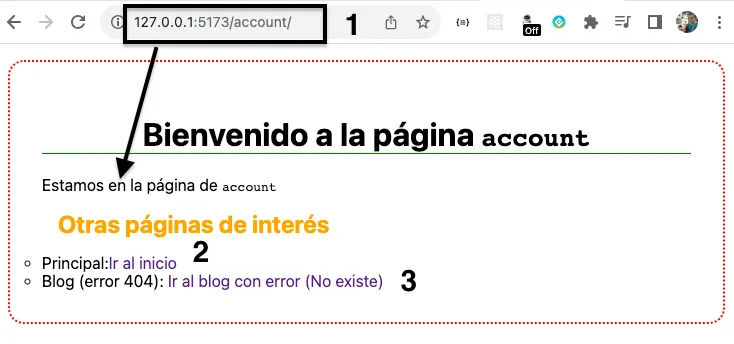 127.0.0.1:5173/account/ 1
Off
Bienvenido a la página account
Estamos en la página de account
Otras páginas de interés
2
Principal:Ir al inicio
Blog (error 404): Ir al blog con error (No existe) 3